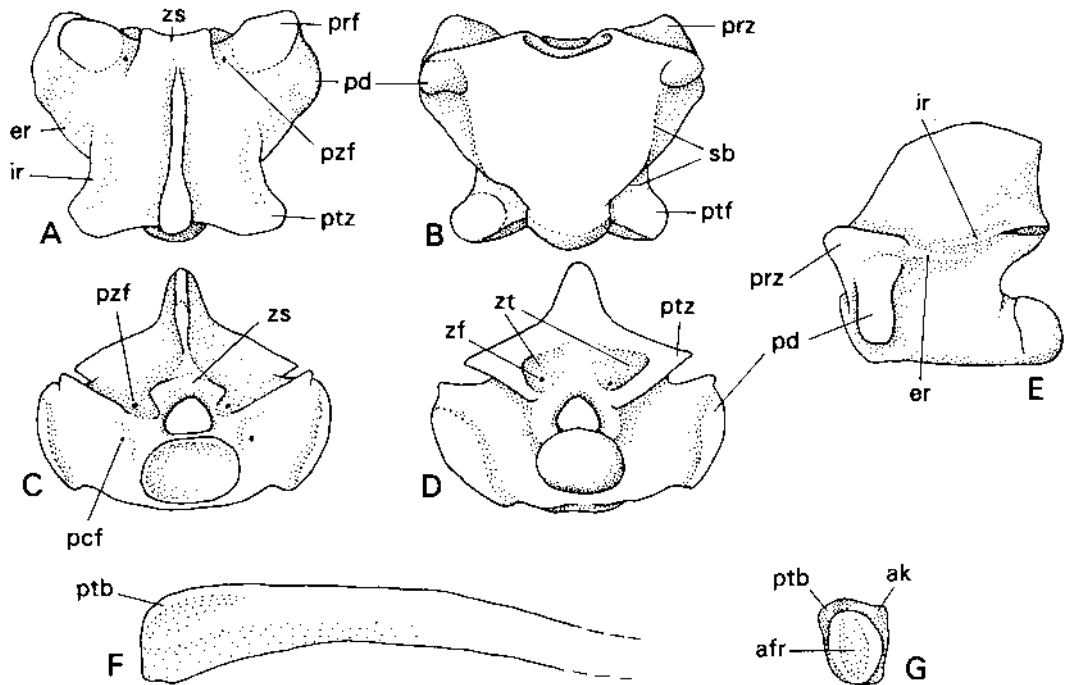 zs
prf
prz
pd
er
pzf
ir
sb
ir
ptz
ptf
A
B
prz
pzf
zs
zt
ptz
zf
pd
er
E
C
D
pcf
ptb
ptb
ak
afr
F
G